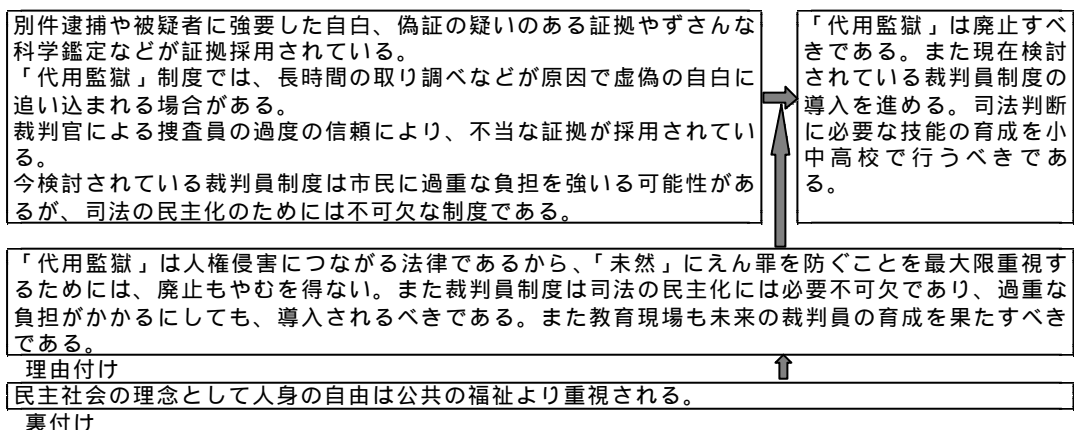 別件逮捕や被疑者に強要した自白、偽証の疑いのある証拠やずさんな
科学鑑定などが証拠採用されている。
「代用監獄」制度では、長時間の取り調べなどが原因で虚偽の自白に
追い込まれる場合がある。
裁判官による捜査員の過度の信頼により、不当な証拠が採用されてい
る。
今検討されている裁判員制度は市民に過重な負担を強いる可能性があ
るが、司法の民主化のためには不可欠な制度である。
「代用監獄」は廃止すべ
きである。また現在検討
されている裁判員制度の
導入を進める。司法判断
に必要な技能の育成を小
中高校で行うべきであ
る。
「代用監獄」は人権侵害につながる法律であるから、「未然」にえん罪を防ぐことを最大限重視す
るためには、廃止もやむを得ない。また裁判員制度は司法の民主化には必要不可欠であり、過重な
負担がかかるにしても、導入されるべきである。また教育現場も未来の裁判員の育成を果たすべき
である。
理由付け
民主社会の理念として人身の自由は公共の福祉より重視される。
裏付け